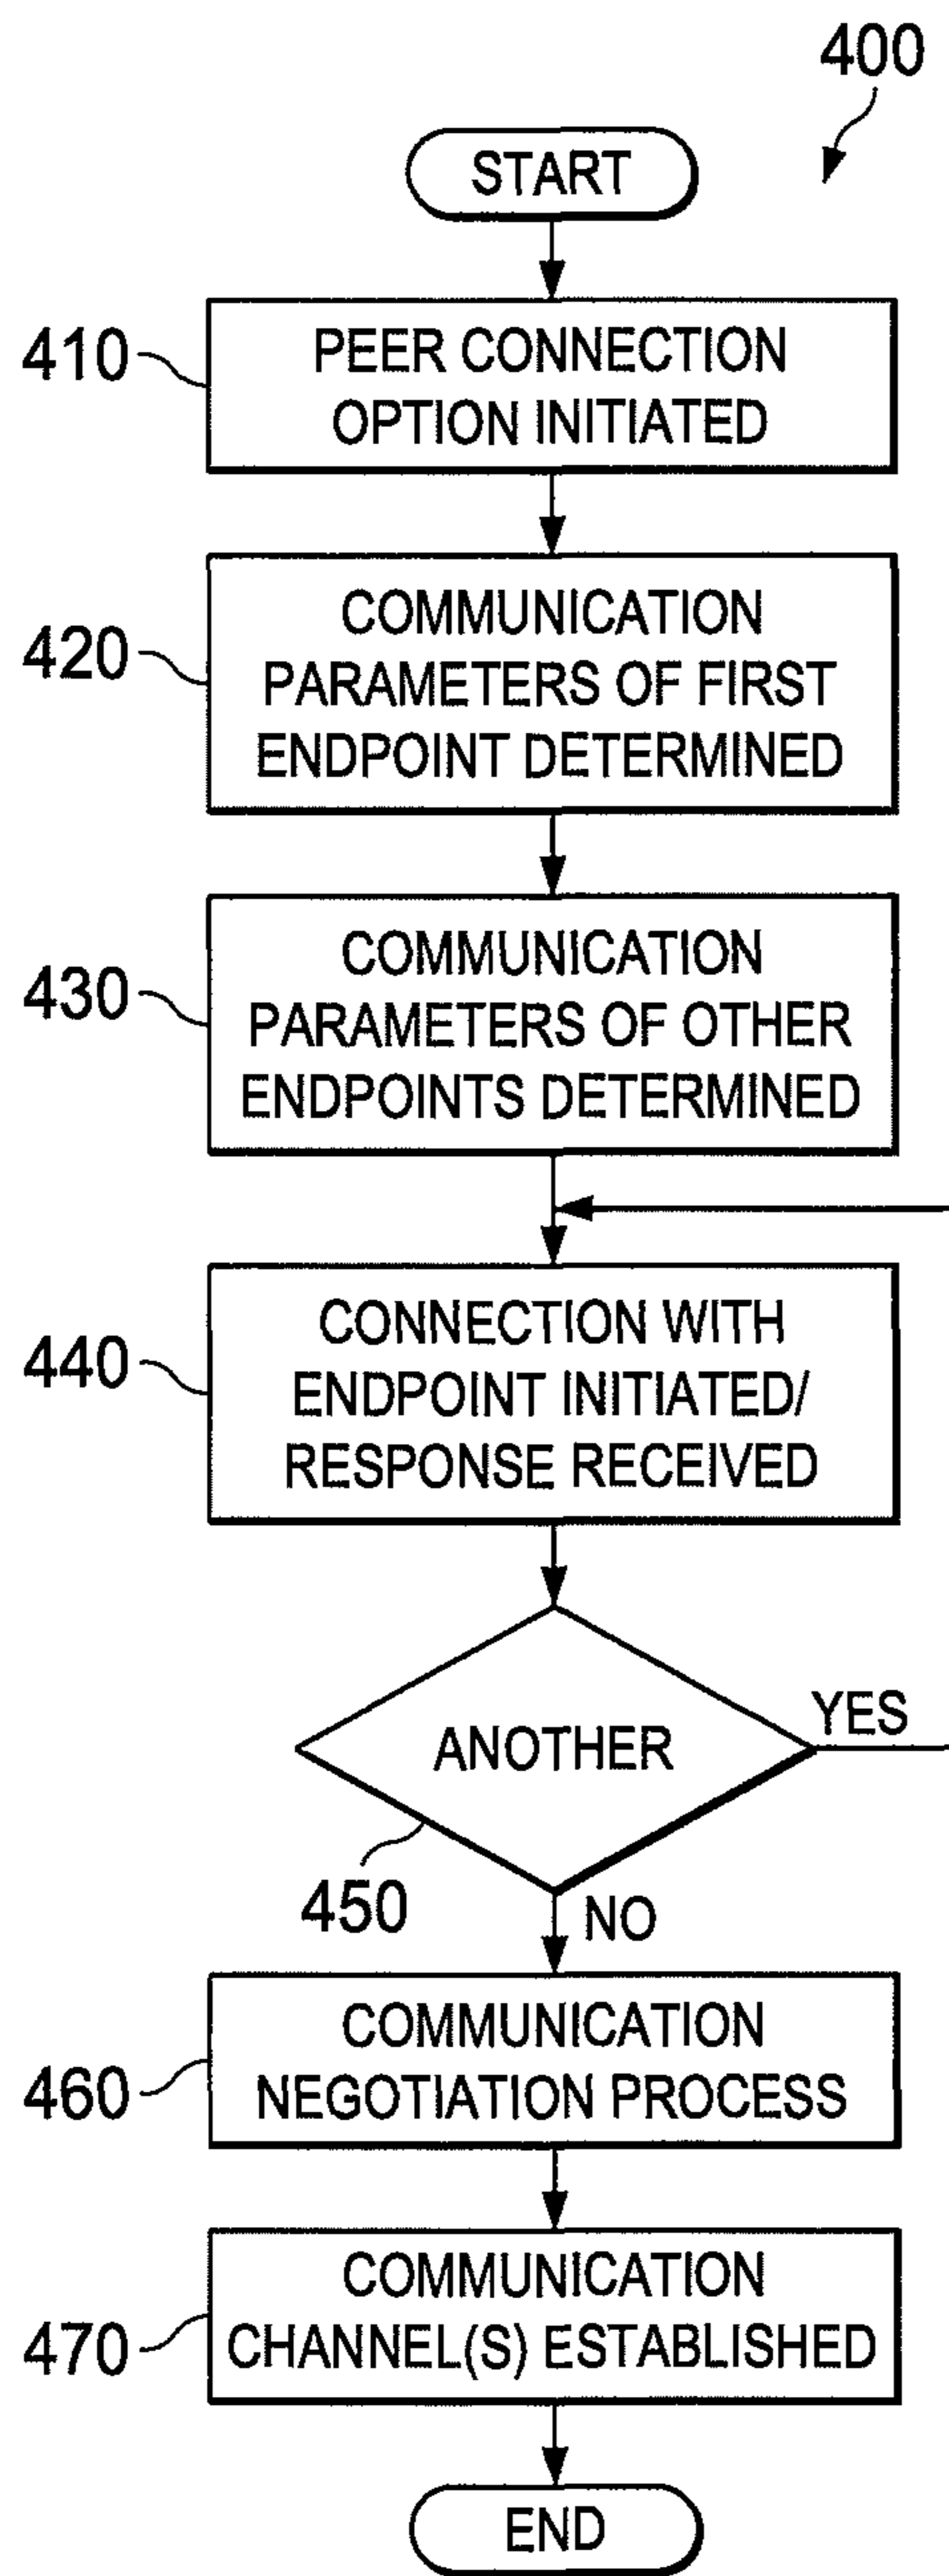 400
START
410
PEER CONNECTION
OPTION INITIATED
420
COMMUNICATION
PARAMETERS OF FIRST
ENDPOINT DETERMINED
430
COMMUNICATION
PARAMETERS OF OTHER
ENDPOINTS DETERMINED
440
CONNECTION WITH
ENDPOINT INITIATED/
RESPONSE RECEIVED
ANOTHER
YES
450
NO
460
COMMUNICATION
NEGOTIATION PROCESS
470
COMMUNICATION
CHANNEL(S) ESTABLISHED
END